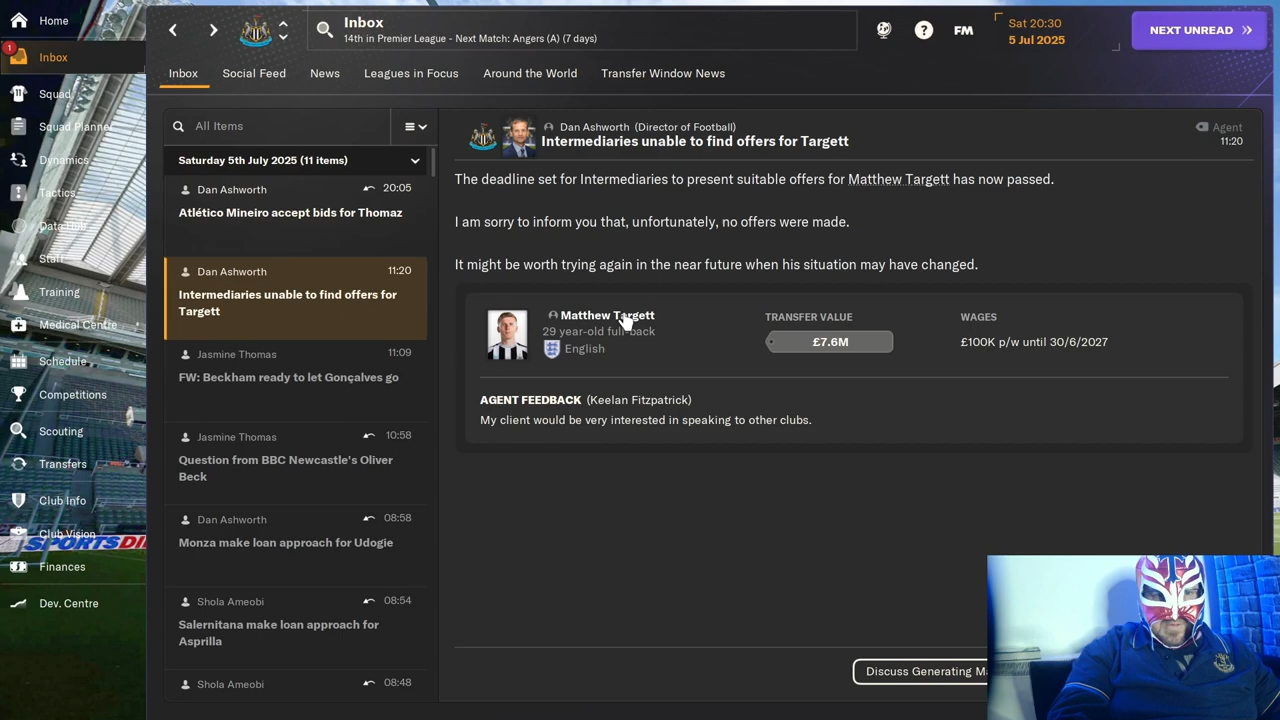 Home
1
Inbox
Squad
Squad Planner
Dynamics
Tactics
Data Hub
Staff
Training
Medical Centre
Schedule
Competitions
Scouting
Transfers
Club Info
Club Vision
SPORTS DI
Finances
Dev. Centre
Inbox
14th in Premier League - Next Match: Angers (A) (7 days)
?
FM
Sat 20:30
5 Jul 2025
NEXT UNREAD
Inbox
Social Feed
News
Leagues in Focus
Around the World
Transfer Window News
All Items
Saturday 5th July 2025 (11 items)
Dan Ashworth 20:05
Atlético Mineiro accept bids for Thomaz
Dan Ashworth 11:20
Intermediaries unable to find offers for
Targett
Jasmine Thomas 11:09
FW: Beckham ready to let Gonçalves go
Jasmine Thomas 10:58
Question from BBC Newcastle's Oliver
Beck
Dan Ashworth 08:58
Monza make loan approach for Udogie
Shola Ameobi 08:54
Salernitana make loan approach for
Asprilla
Shola Ameobi 08:48
Dan Ashworth (Director of Football)
Intermediaries unable to find offers for Targett
Agent
11:20
The deadline set for Intermediaries to present suitable offers for Matthew Targett has now passed.
I am sorry to inform you that, unfortunately, no offers were made.
It might be worth trying again in the near future when his situation may have changed.
Matthew Targett
29 year-old full-back
English
TRANSFER VALUE
£7.6M
WAGES
£100K p/w until 30/6/2027
AGENT FEEDBACK (Keelan Fitzpatrick)
My client would be very interested in speaking to other clubs.
Discuss Generating Ma